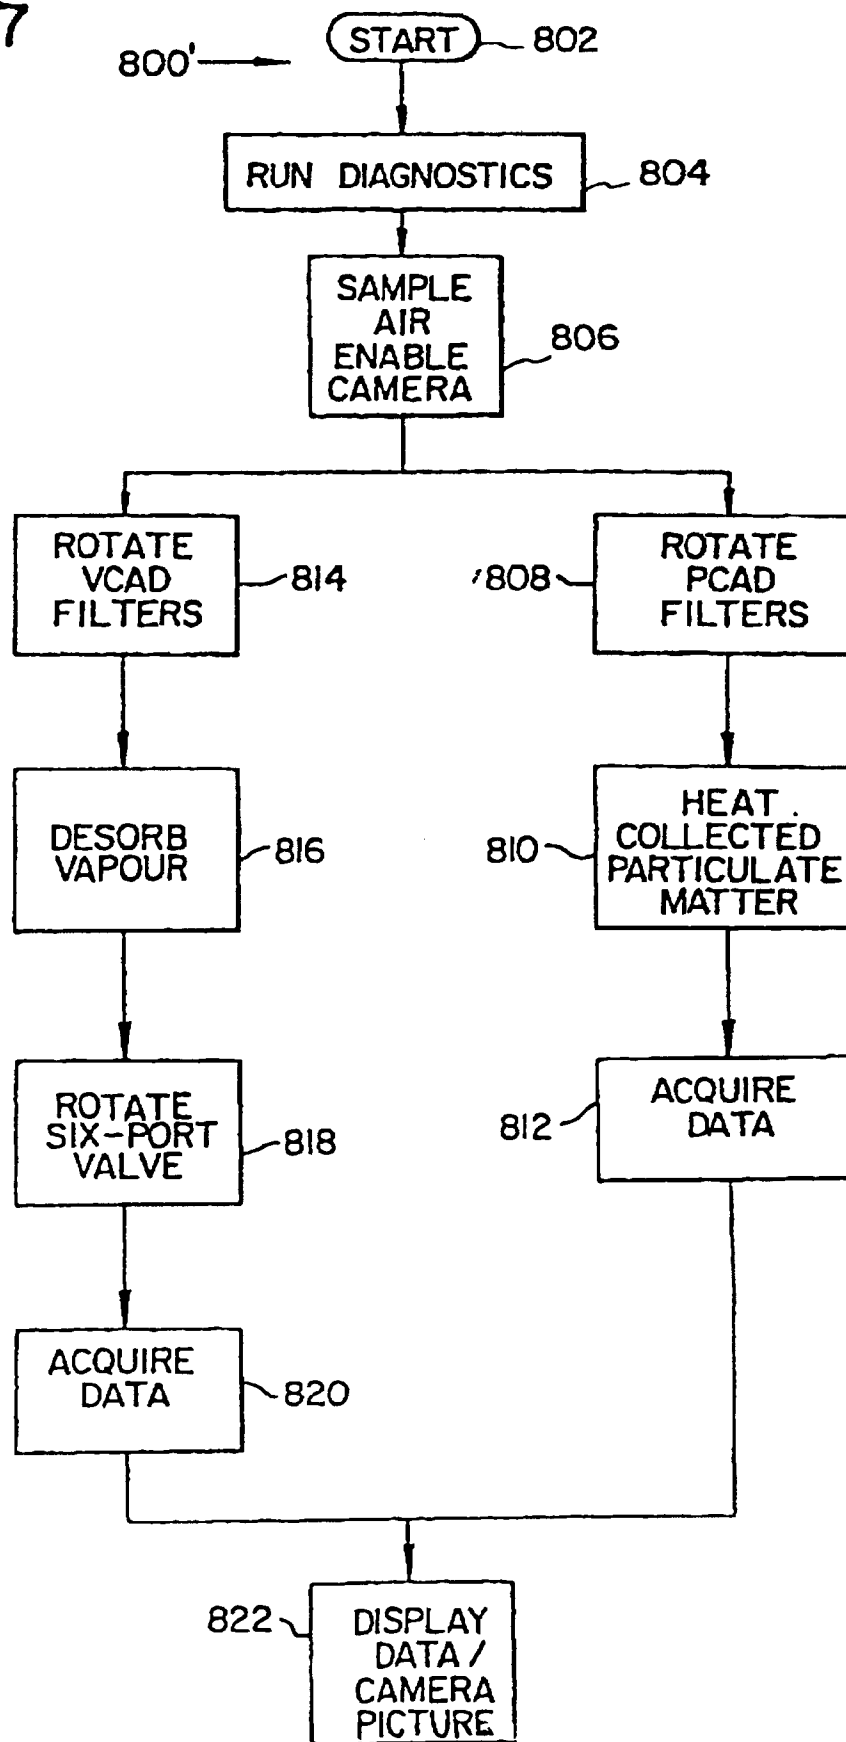 7
START 802
800'
RUN DIAGNOSTICS 804
SAMPLE
AIR
ENABLE
CAMERA
806
ROTATE
VCAD
FILTERS
814
808
ROTATE
PCAD
FILTERS
DESORB
VAPOUR
816
810
HEAT
COLLECTED
PARTICULATE
MATTER
ROTATE
SIX-PORT
VALVE
818
812
ACQUIRE
DATA
ACQUIRE
DATA
820
822
DISPLAY
DATA/
CAMERA
PICTURE